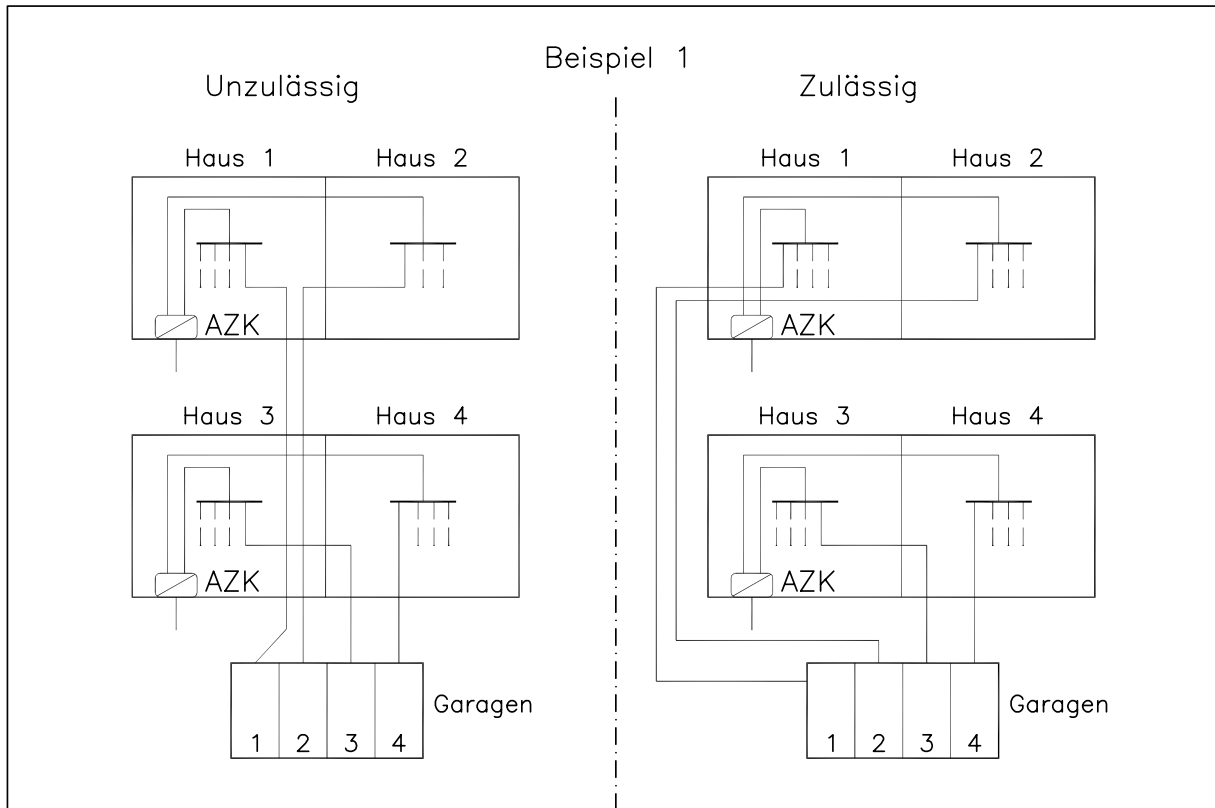 Beispiel 1
Unzulässig
Haus 1 Haus 2
AZK
Haus 3 Haus 4
AZK
Garagen
1 2 3 4
Zulässig
Haus 1 Haus 2
AZK
Haus 3 Haus 4
AZK
Garagen
1 2 3 4